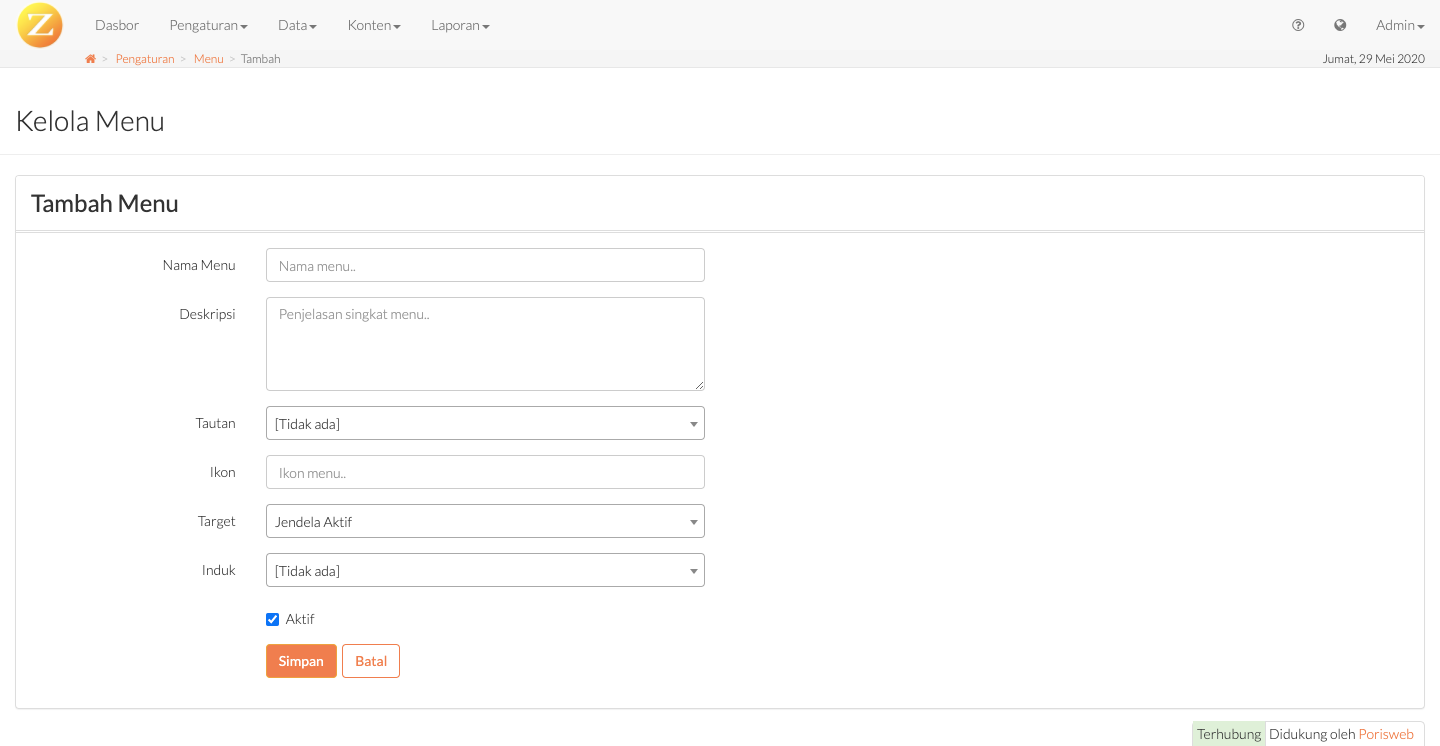 Z Dasbor Pengaturan Data Konten Laporan Admin
> Pengaturan > Menu > Tambah Jumat, 29 Mei 2020
Kelola Menu
Tambah Menu
Nama Menu Nama menu..
Deskripsi Penjelasan singkat menu..
Tautan [Tidak ada]
Ikon Ikon menu..
Target Jendela Aktif
Induk [Tidak ada]
Aktif
Simpan Batal
Terhubung Didukung oleh Porisweb